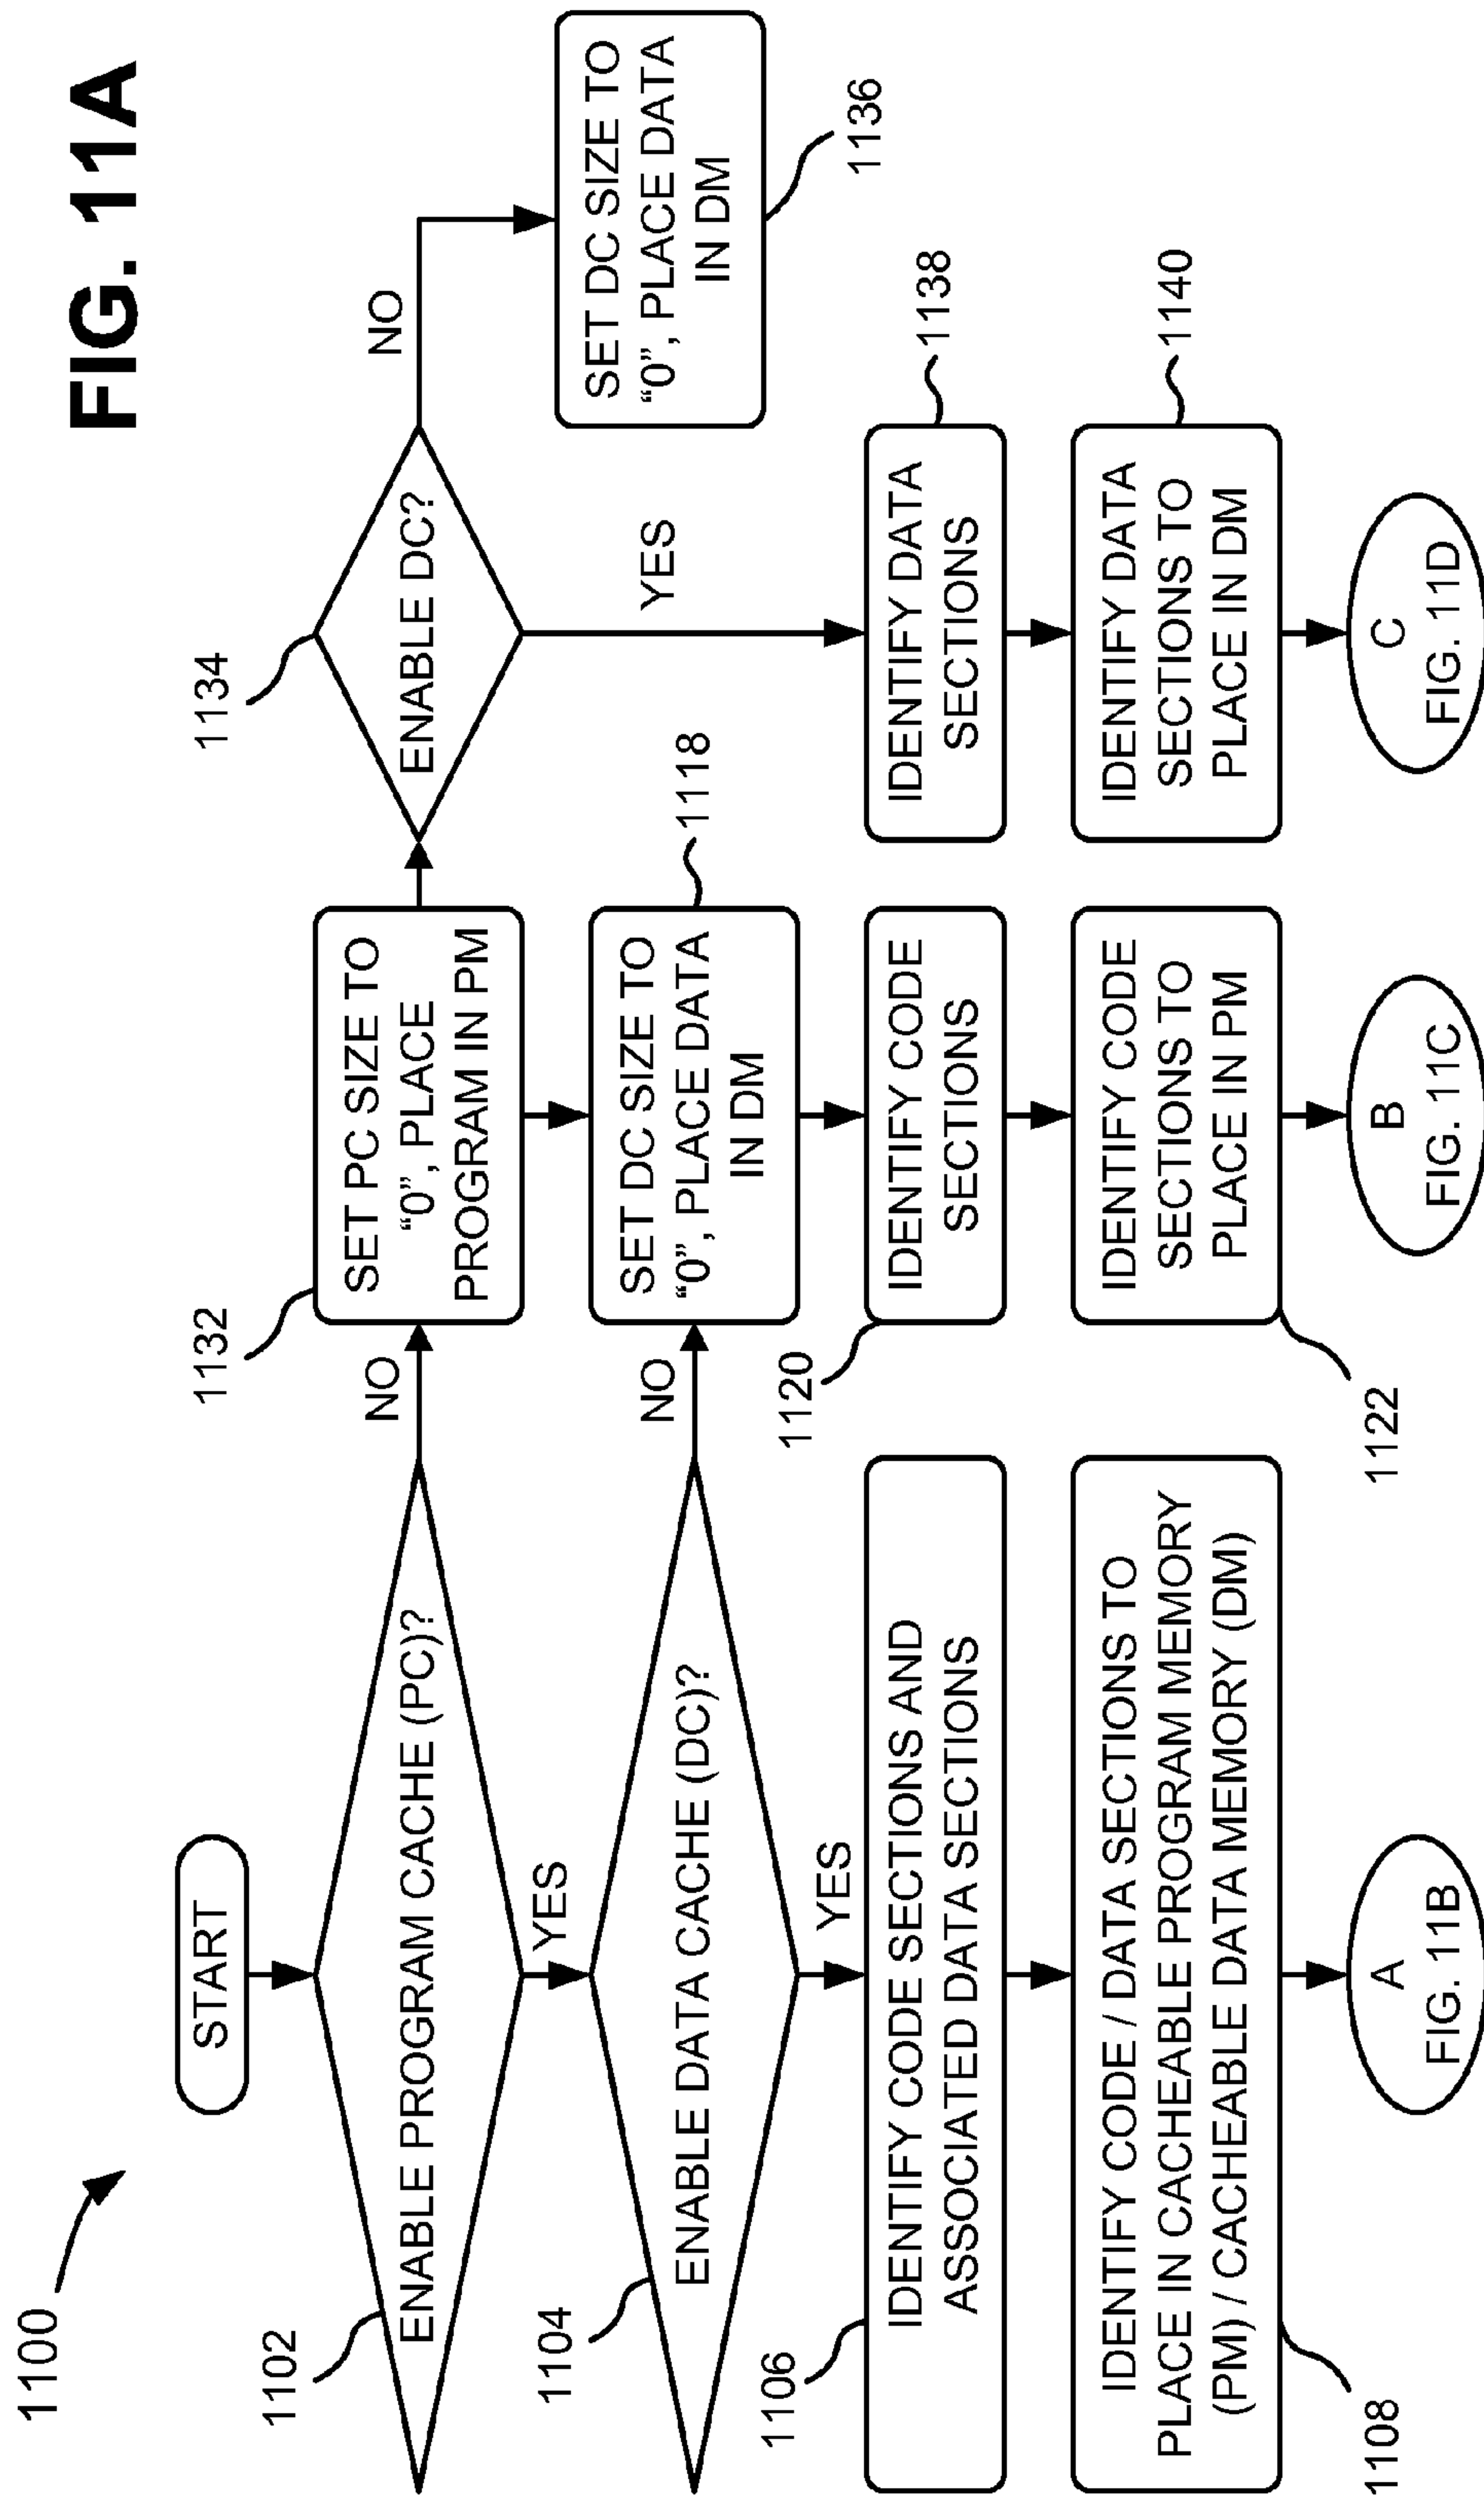 FIG. 11A
1100
START
1102
ENABLE PROGRAM CACHE (PC)?
NO
YES
1132
SET PC SIZE TO
“0”, PLACE
PROGRAM IN PM
1134
ENABLE DC?
NO
YES
SET DC SIZE TO
“0”, PLACE DATA
IN DM
1136
1104
ENABLE DATA CACHE (DC)?
NO
YES
SET DC SIZE TO
“0”, PLACE DATA
IN DM
1118
1106
IDENTIFY CODE SECTIONS AND
ASSOCIATED DATA SECTIONS
1120
IDENTIFY CODE
SECTIONS
IDENTIFY DATA
SECTIONS
1138
IDENTIFY CODE / DATA SECTIONS TO
PLACE IN CACHEABLE PROGRAM MEMORY
(PM) / CACHEABLE DATA MEMORY (DM)
1108
IDENTIFY CODE
SECTIONS TO
PLACE IN PM
1122
IDENTIFY DATA
SECTIONS TO
PLACE IN DM
1140
A
FIG. 11B
B
FIG. 11C
C
FIG. 11D